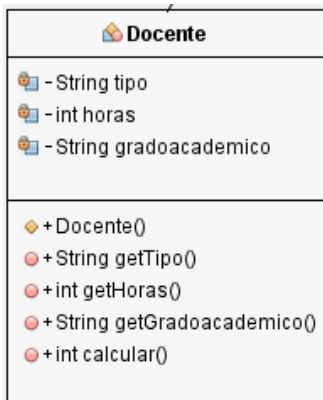 Docente
-String tipo
-int horas
-String gradoacademico
+Docente()
+String getTipo()
+int getHoras()
+String getGradoacademico()
+int calcular()